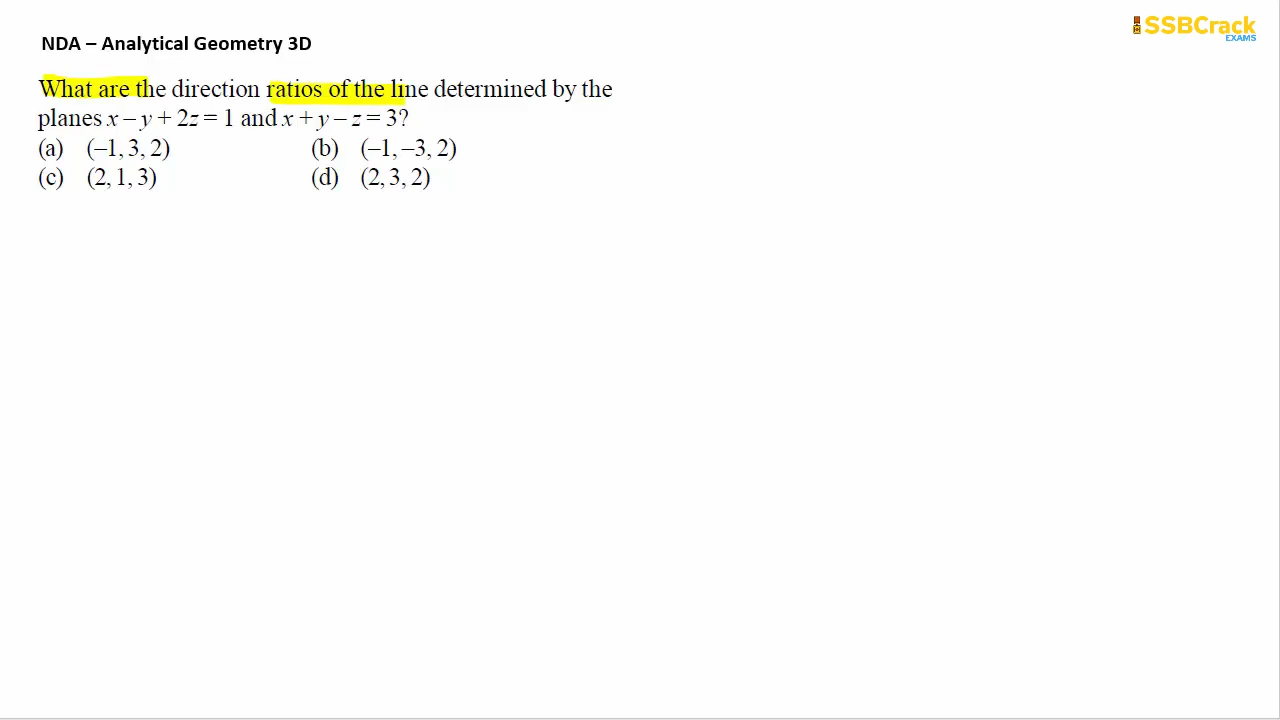 SSBCrack
EXAMS
NDA – Analytical Geometry 3D
What are the direction ratios of the line determined by the
planes x – y + 2z = 1 and x + y – z = 3?
(a) (–1, 3, 2) (b) (–1, –3, 2)
(c) (2, 1, 3) (d) (2, 3, 2)